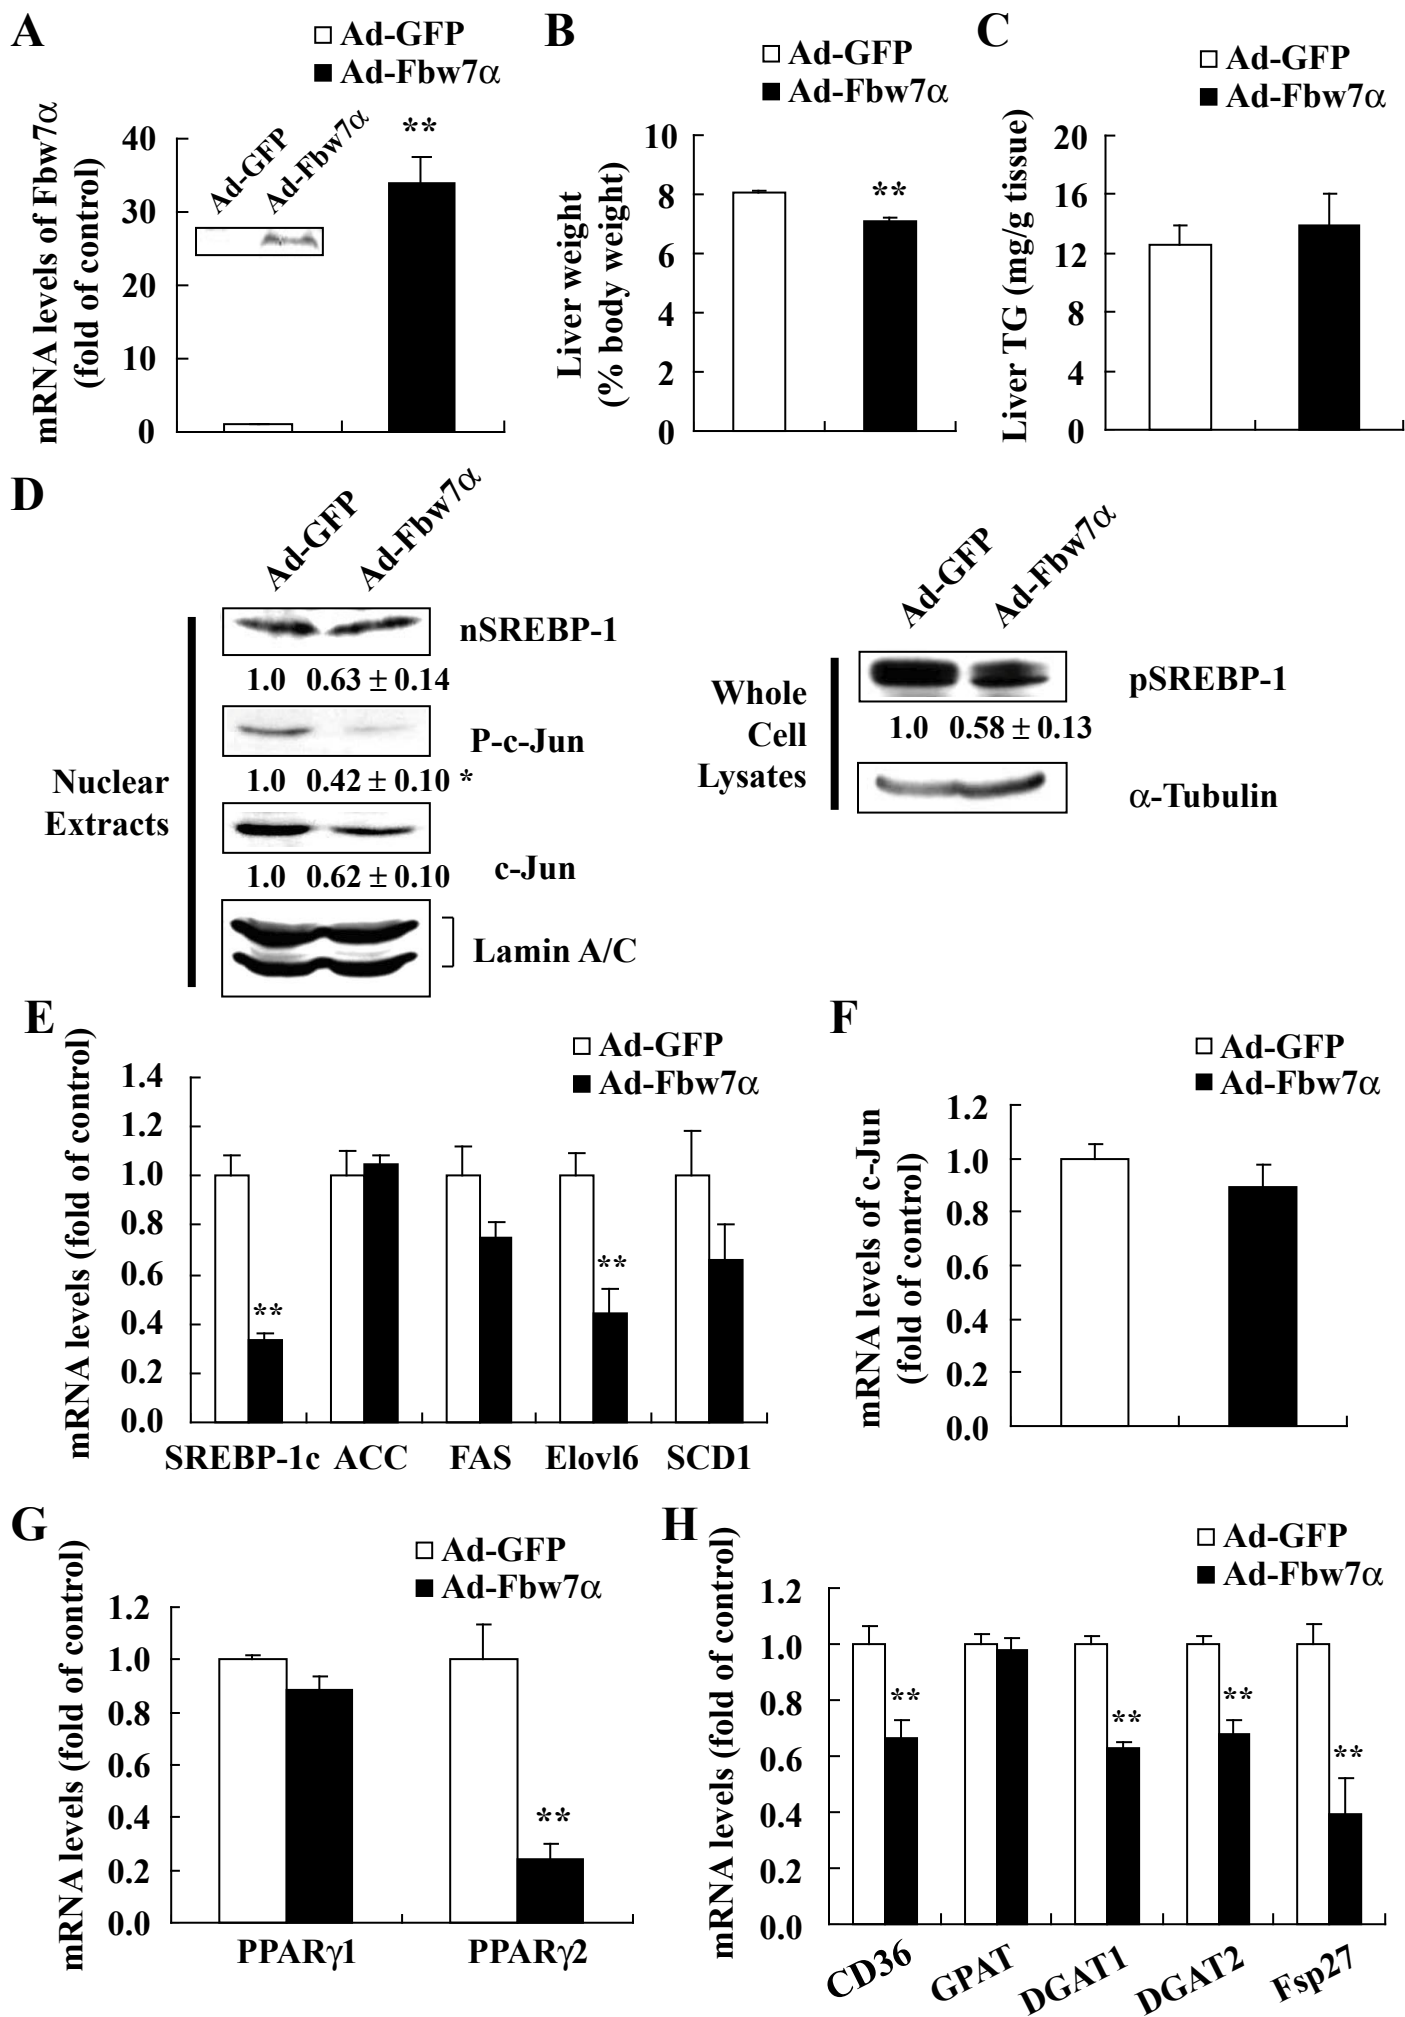 A
□ Ad-GFP
■ Ad-Fbw7α
mRNA levels of Fbw7α
(fold of control)
40
30
20
10
0
Ad-GFP
Ad-Fbw7α
**
B
□ Ad-GFP
■ Ad-Fbw7α
Liver weight
(% body weight)
10
8
6
4
2
0
**
C
□ Ad-GFP
■ Ad-Fbw7α
Liver TG (mg/g tissue)
20
16
12
8
4
0
D
Ad-GFP
Ad-Fbw7α
Nuclear
Extracts
nSREBP-1
1.0 0.63 ± 0.14
P-c-Jun
1.0 0.42 ± 0.10 *
c-Jun
1.0 0.62 ± 0.10
Lamin A/C
Ad-GFP
Ad-Fbw7α
Whole
Cell
Lysates
pSREBP-1
1.0 0.58 ± 0.13
α-Tubulin
E
□ Ad-GFP
■ Ad-Fbw7α
mRNA levels (fold of control)
1.4
1.2
1.0
0.8
0.6
0.4
0.2
0.0
**
**
SREBP-1c ACC FAS Elovl6 SCD1
F
□ Ad-GFP
■ Ad-Fbw7α
mRNA levels of c-Jun
(fold of control)
1.2
1.0
0.8
0.6
0.4
0.2
0.0
G
□ Ad-GFP
■ Ad-Fbw7α
mRNA levels (fold of control)
1.2
1.0
0.8
0.6
0.4
0.2
0.0
**
PPARγ1 PPARγ2
H
□ Ad-GFP
■ Ad-Fbw7α
mRNA levels (fold of control)
1.2
1.0
0.8
0.6
0.4
0.2
0.0
**
**
**
**
CD36 GPAT DGAT1 DGAT2 Fsp27